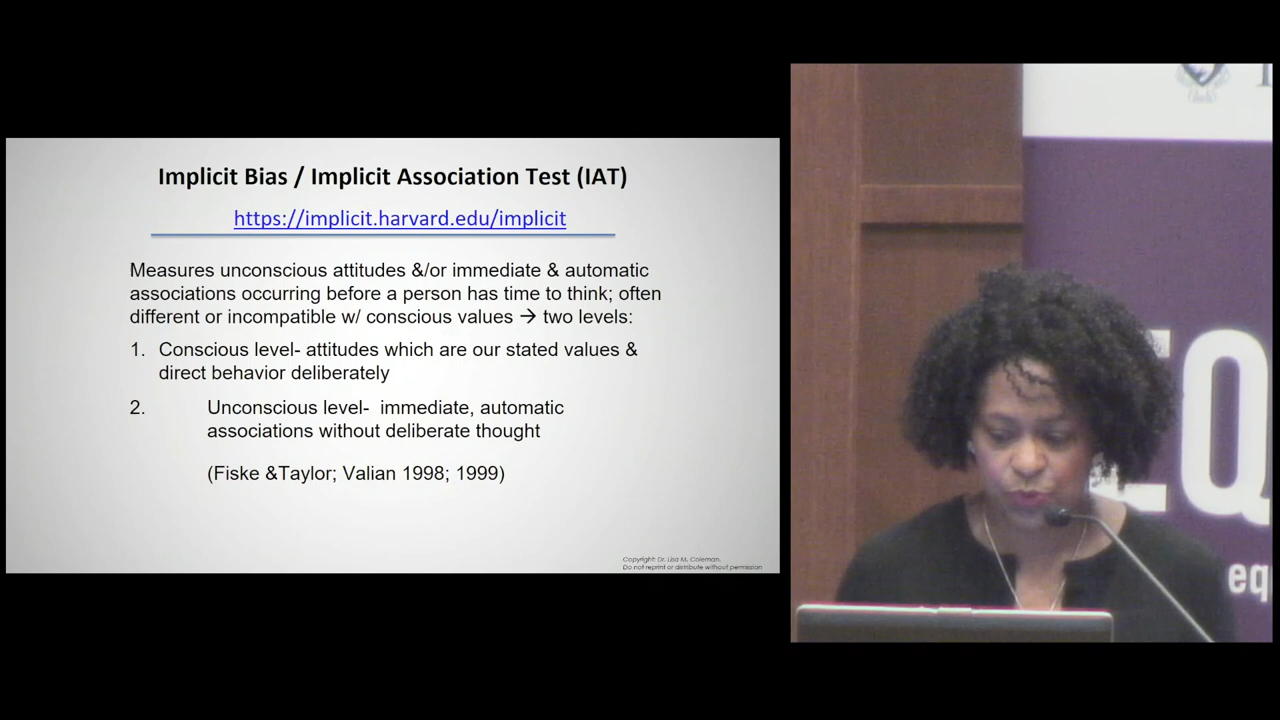 Implicit Bias / Implicit Association Test (IAT)
https://implicit.harvard.edu/implicit
Measures unconscious attitudes &/or immediate & automatic
associations occurring before a person has time to think; often
different or incompatible w/ conscious values → two levels:
1. Conscious level- attitudes which are our stated values &
direct behavior deliberately
2. Unconscious level- immediate, automatic
associations without deliberate thought
(Fiske &Taylor; Valian 1998; 1999)
Copyright: Dr. Lisa M. Coleman.
Do not reprint or distribute without permission
EQ
eq